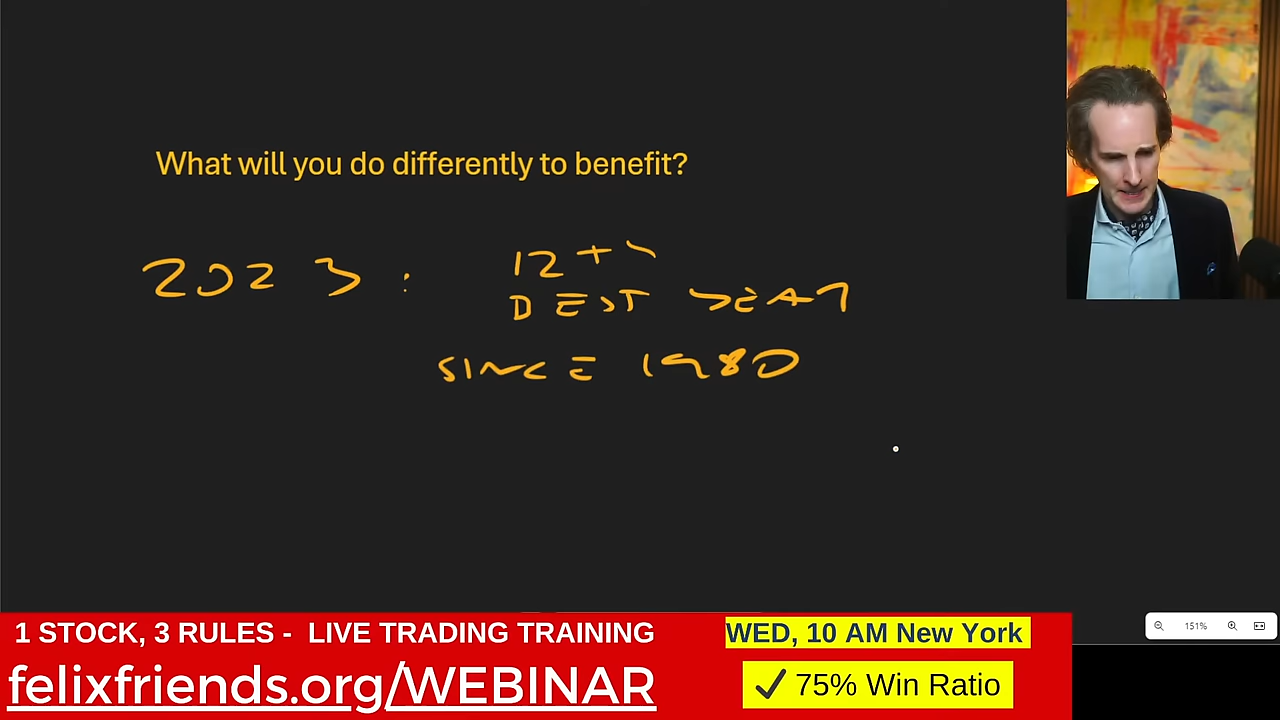 What will you do differently to benefit?
2023 :
12th
BEST YEAR
SINCE 1980
151%
1 STOCK, 3 RULES - LIVE TRADING TRAINING
WED, 10 AM New York
felixfriends.org/WEBINAR
✓ 75% Win Ratio